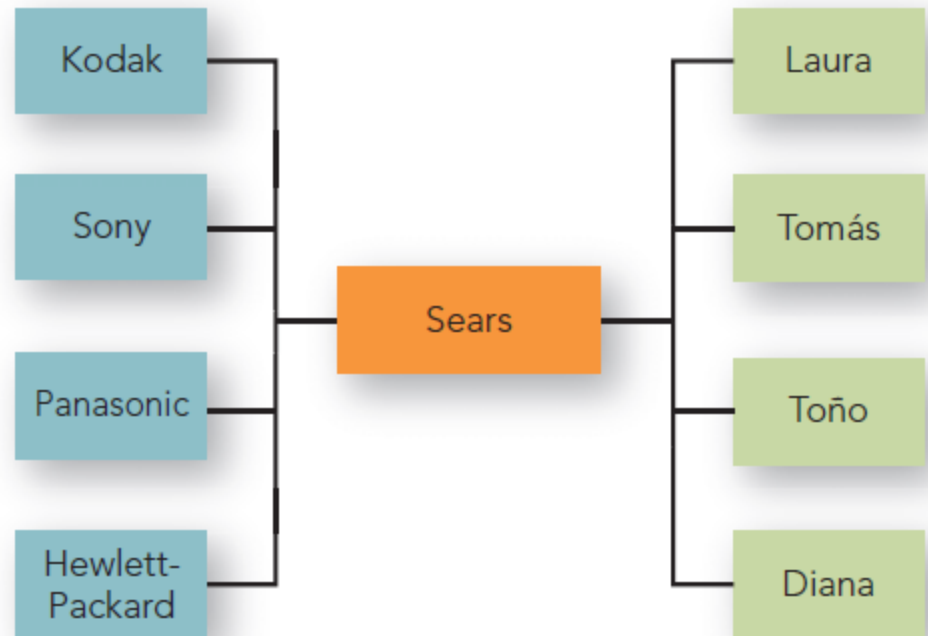 Kodak
Laura
Sony
Tomás
Sears
Panasonic
Toño
Hewlett-
Packard
Diana